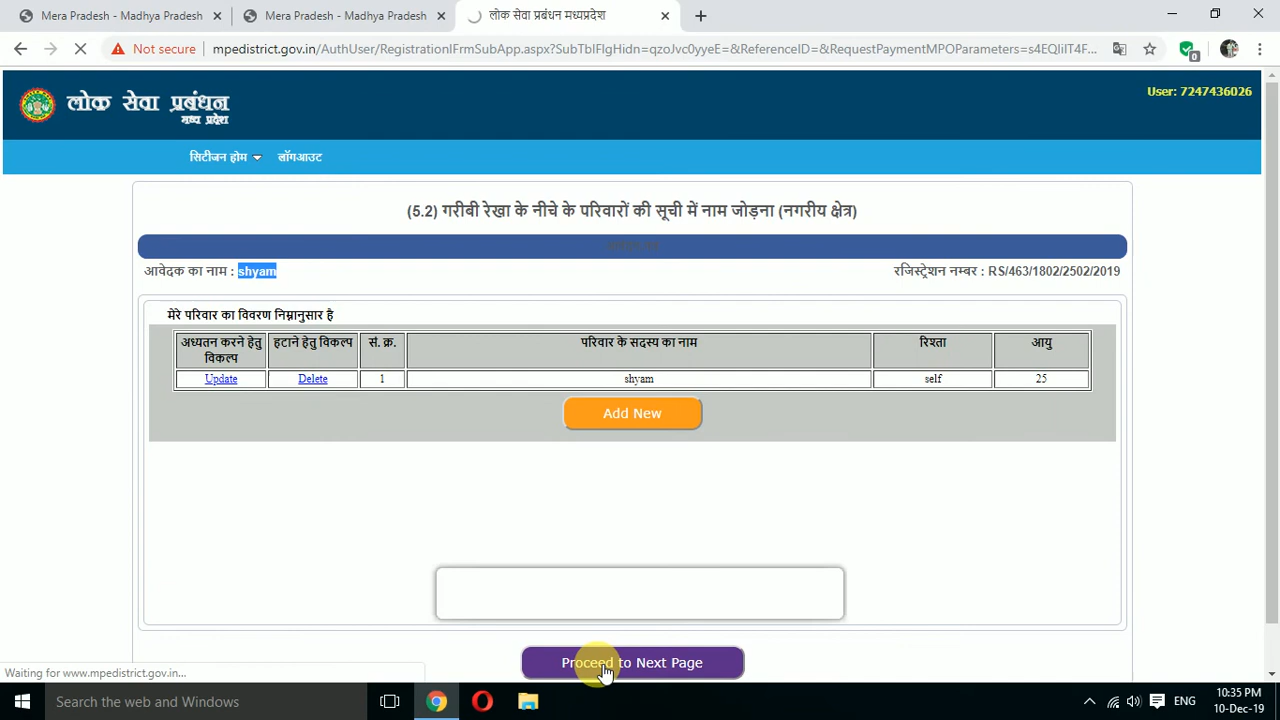 Mera Pradesh - Madhya Pradesh
Mera Pradesh - Madhya Pradesh
लोक सेवा प्रबंधन मध्यप्रदेश
Not secure
mpedistrict.gov.in/AuthUser/RegistrationIFrmSubApp.aspx?SubTblFlgHidn=qzoJvc0yyeE=&ReferenceID=&RequestPaymentMPOParameters=s4EQliIT4F...
0
लोक सेवा प्रबंधन
मध्य प्रदेश
User: 7247436026
सिटीजन होम
लॉगआउट
(5.2) गरीबी रेखा के नीचे के परिवारों की सूची में नाम जोड़ना (नगरीय क्षेत्र)
आवेदक का नाम : shyam
रजिस्ट्रेशन नम्बर : RS/463/1802/2502/2019
मेरे परिवार का विवरण निम्नानुसार है
अध्यतन करने हेतु विकल्प हटाने हेतु विकल्प सं. क्र. परिवार के सदस्य का नाम रिश्ता आयु
Update Delete 1 shyam self 25
Add New
Proceed to Next Page
Waiting for www.mpedistrict.gov.in...
Search the web and Windows
ENG
10:35 PM
10-Dec-19